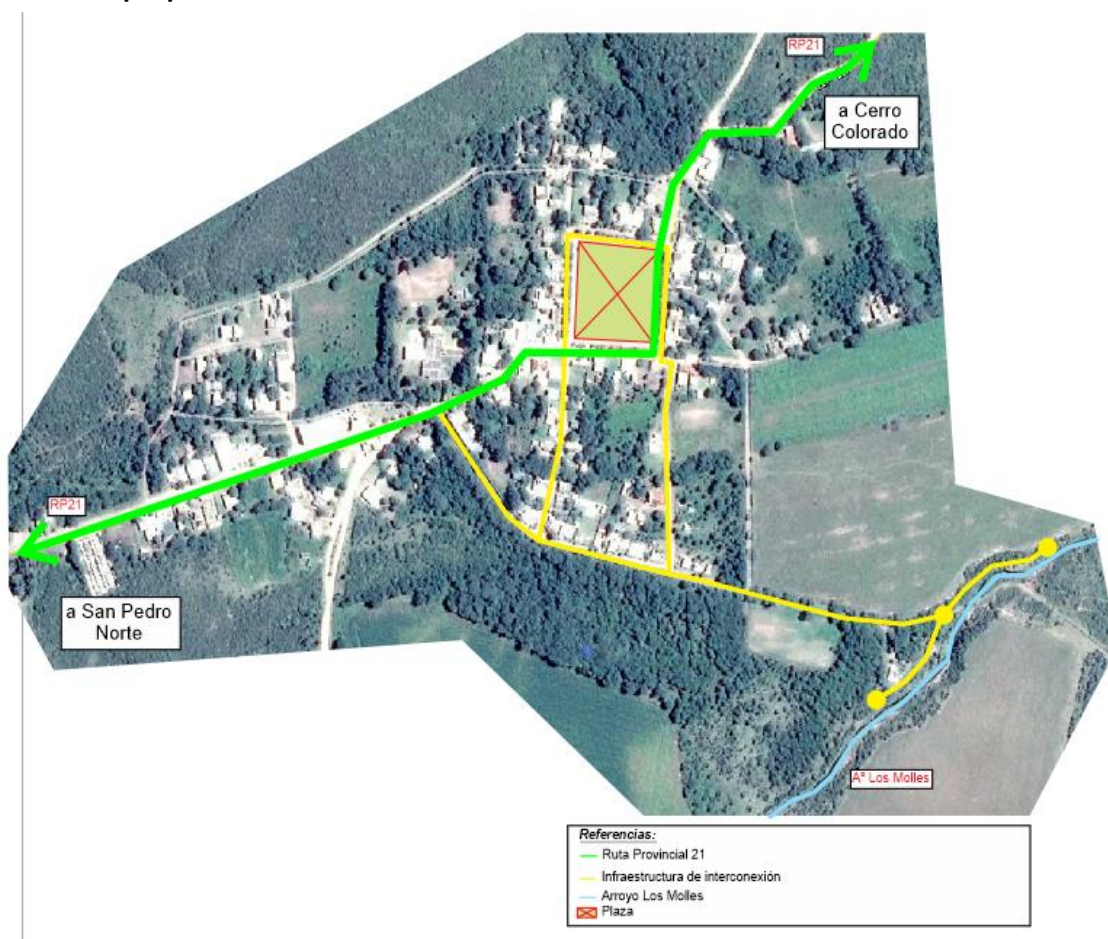 RP21
a Cerro
Colorado
RP21
a San Pedro
Norte
Aº Los Molles
Referencias:
Ruta Provincial 21
Infraestructura de interconexión
Arroyo Los Molles
Plaza